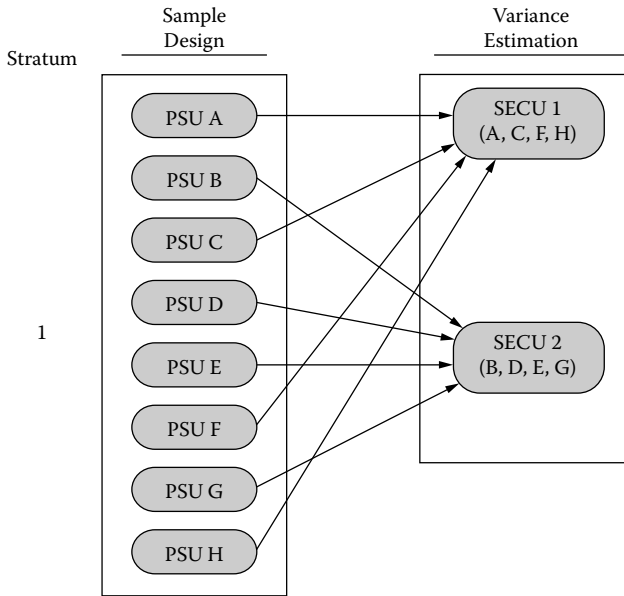 Sample
Design
Variance
Estimation
Stratum
PSU A
PSU B
PSU C
PSU D
1
PSU E
PSU F
PSU G
PSU H
SECU 1
(A, C, F, H)
SECU 2
(B, D, E, G)